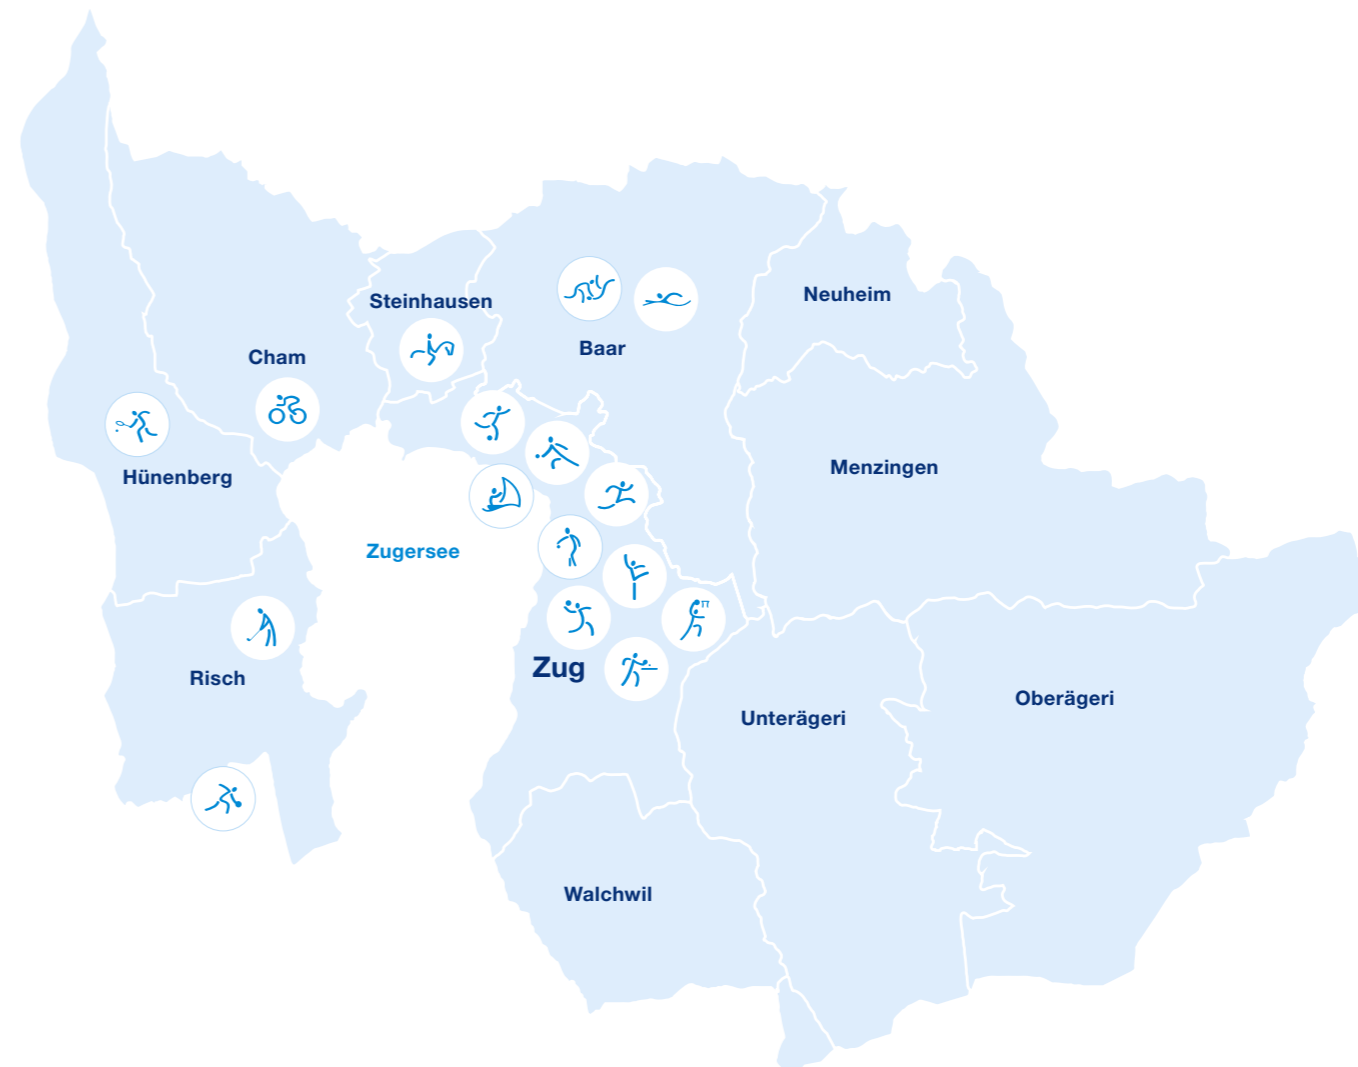 Neuheim
Steinhausen
Baar
Cham
Menzingen
Hünenberg
Zugersee
Zug
Risch
Oberägeri
Unterägeri
Walchwil